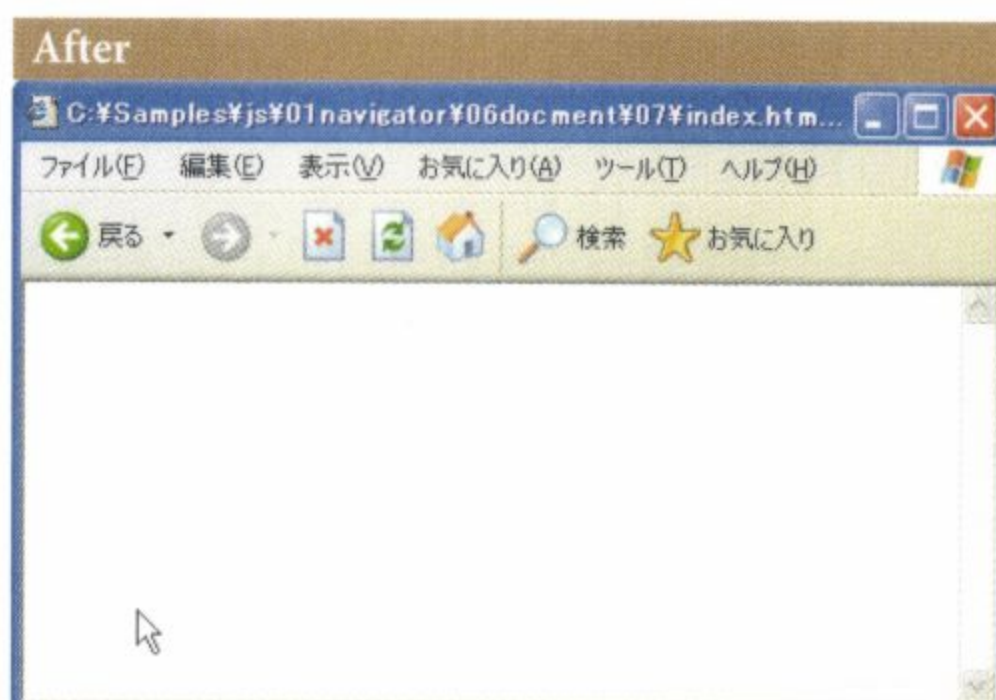 After
C:¥Samples¥js¥01navigator¥06docment¥07¥index.htm...
ファイル(F) 編集(E) 表示(V) お気に入り(A) ツール(T) ヘルプ(H)
戻る 検索 お気に入り